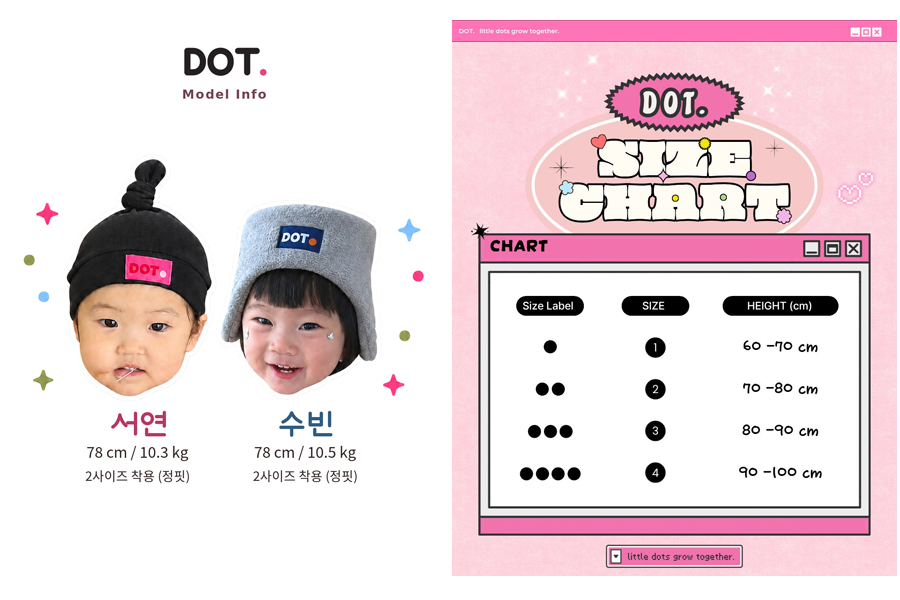 DOT.
Model Info
DOT.
DOT.
서연
78 cm / 10.3 kg
2사이즈 착용 (정핏)
수빈
78 cm / 10.5 kg
2사이즈 착용 (정핏)
DOT. little dots grow together.
DOT.
SIZE
CHART
CHART
Size Label SIZE HEIGHT (cm)
1 60 -70 cm
2 70 -80 cm
3 80 -90 cm
4 90 -100 cm
little dots grow together.